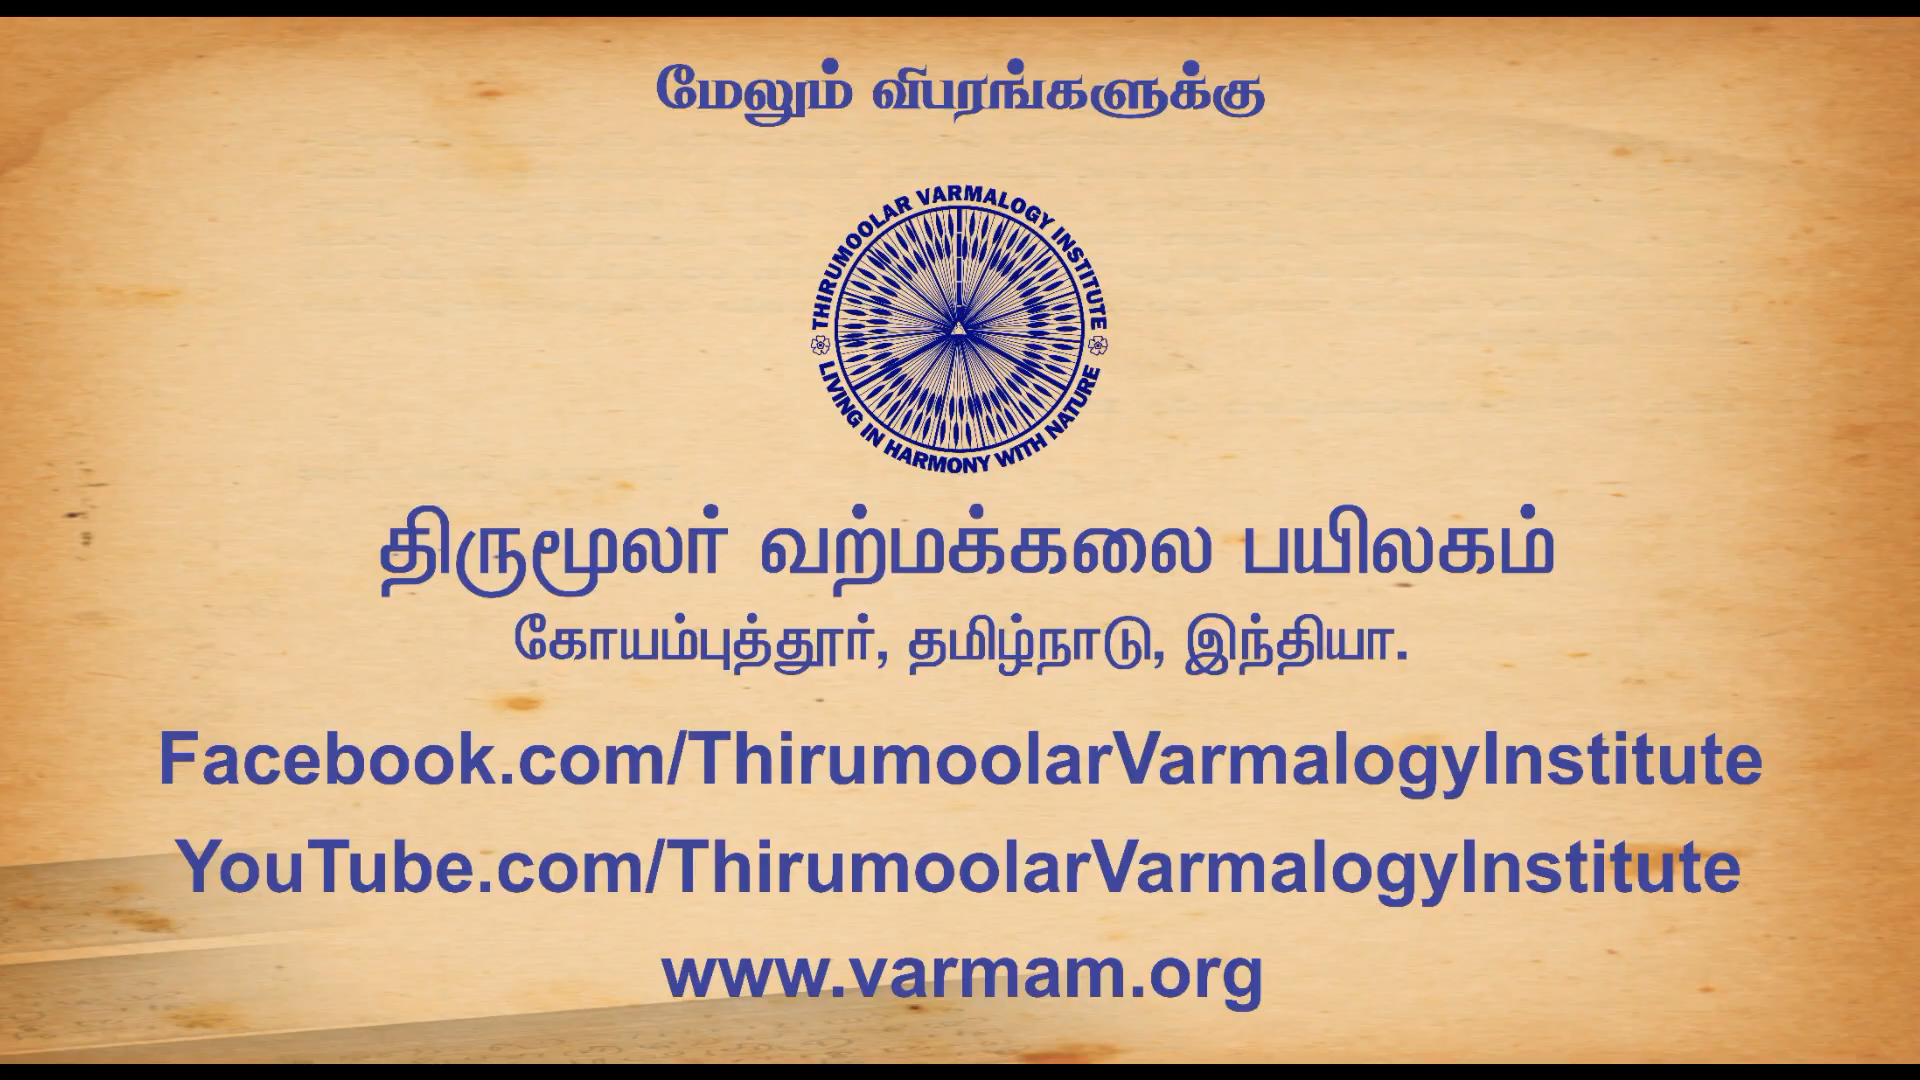 மேலும் விபரங்களுக்கு
THIRUMOOLAR VARMALOGY INSTITUTE
LIVING IN HARMONY WITH NATURE
திருமூலர் வற்மக்கலை பயிலகம்
கோயம்புத்தூர், தமிழ்நாடு, இந்தியா.
Facebook.com/ThirumoolarVarmalogyInstitute
YouTube.com/ThirumoolarVarmalogyInstitute
www.varmam.org